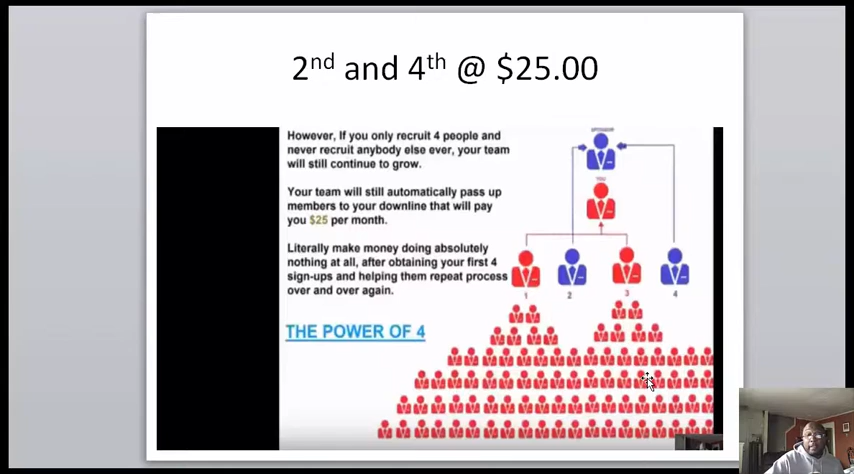 2nd and 4th @ $25.00
SPONSOR
However, If you only recruit 4 people and
never recruit anybody else ever, your team
will still continue to grow.
YOU
Your team will still automatically pass up
members to your downline that will pay
you $25 per month.
Literally make money doing absolutely
nothing at all, after obtaining your first 4
sign-ups and helping them repeat process
over and over again.
1 2 3 4
THE POWER OF 4